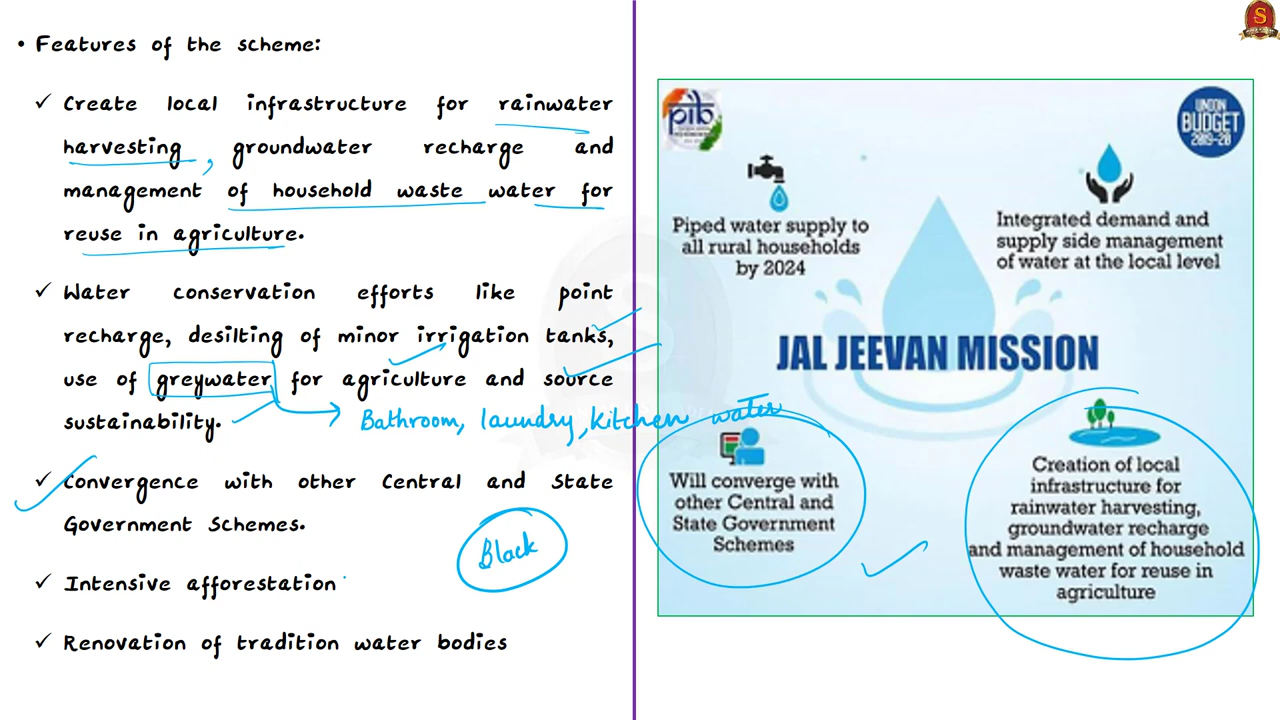 • Features of the scheme:
✓ Create local infrastructure for rainwater
harvesting, groundwater recharge and
management of household waste water for
reuse in agriculture.
✓ Water conservation efforts like point
recharge, desilting of minor irrigation tanks,
use of greywater for agriculture and source
sustainability.
Bathroom, laundry, Kitchen water
✓ Convergence with other Central and State
Government Schemes.
Black
✓ Intensive afforestation
✓ Renovation of tradition water bodies
S
pib
UNION
BUDGET
2019-20
Piped water supply to
all rural households
by 2024
Integrated demand and
supply side management
of water at the local level
JAL JEEVAN MISSION
Will converge with
other Central and
State Government
Schemes
Creation of local
infrastructure for
rainwater harvesting,
groundwater recharge
and management of household
waste water for reuse in
agriculture